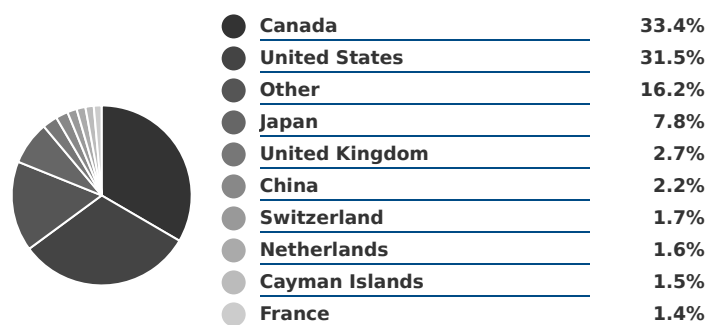 Canada 33.4%
United States 31.5%
Other 16.2%
Japan 7.8%
United Kingdom 2.7%
China 2.2%
Switzerland 1.7%
Netherlands 1.6%
Cayman Islands 1.5%
France 1.4%